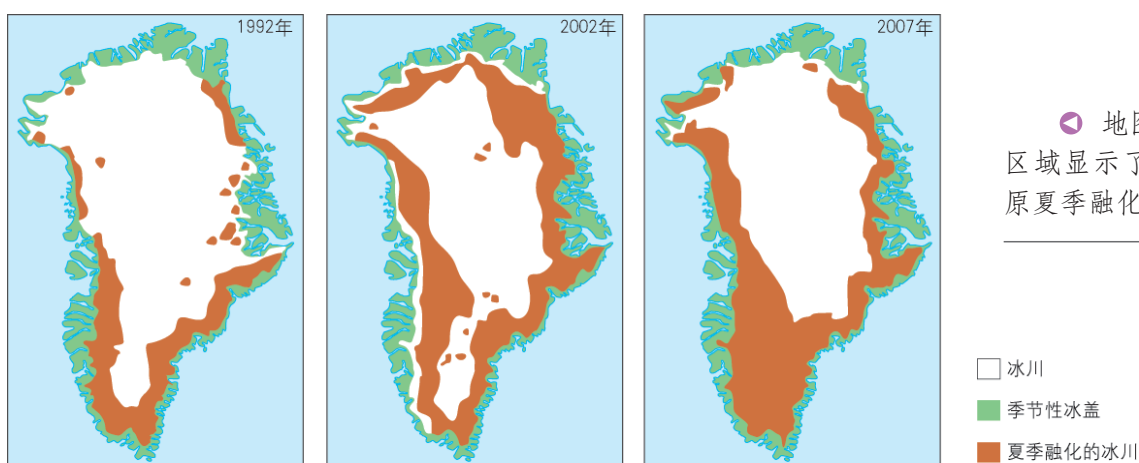 1992年
2002年
2007年
地图
区域显示了
原夏季融化
冰川
季节性冰盖
夏季融化的冰川